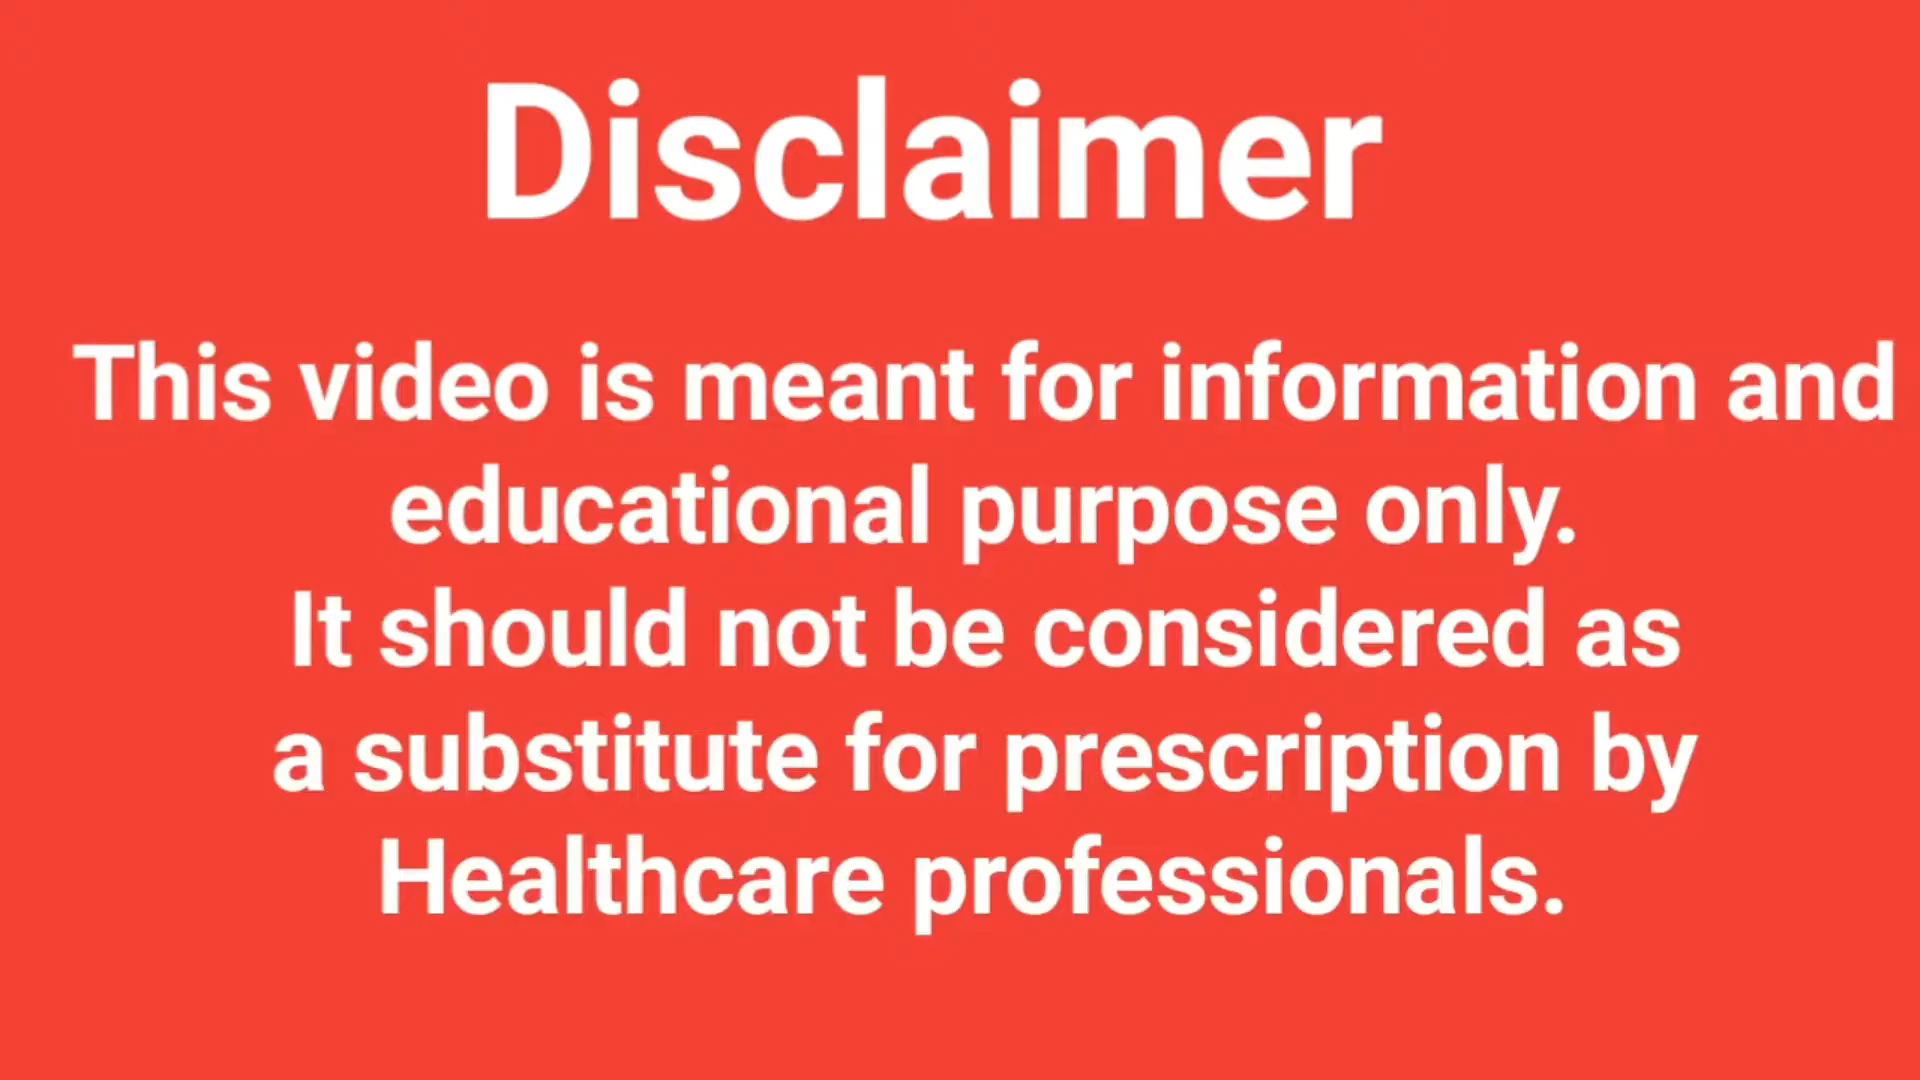 Disclaimer
This video is meant for information and
educational purpose only.
It should not be considered as
a substitute for prescription by
Healthcare professionals.